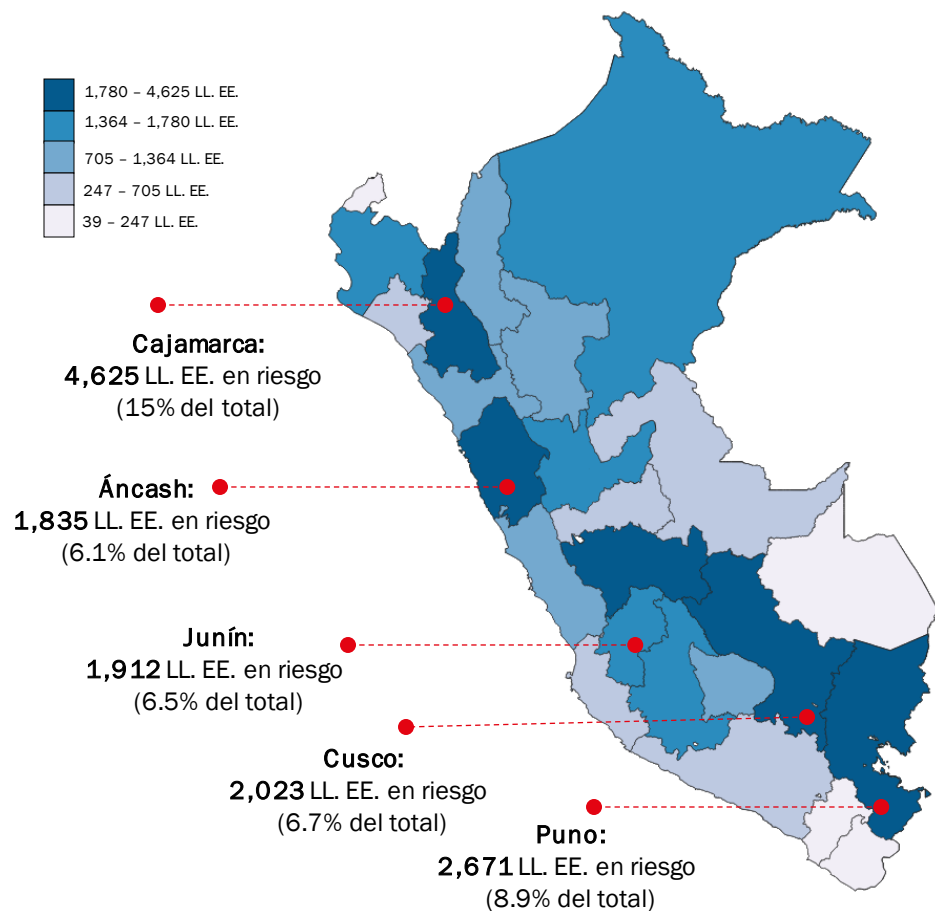 1,780 – 4,625 LL. EE.
1,364 – 1,780 LL. EE.
705 – 1,364 LL. EE.
247 – 705 LL. EE.
39 – 247 LL. EE.
Cajamarca:
4,625 LL. EE. en riesgo
(15% del total)
Áncash:
1,835 LL. EE. en riesgo
(6.1% del total)
Junín:
1,912 LL. EE. en riesgo
(6.5% del total)
Cusco:
2,023 LL. EE. en riesgo
(6.7% del total)
Puno:
2,671 LL. EE. en riesgo
(8.9% del total)